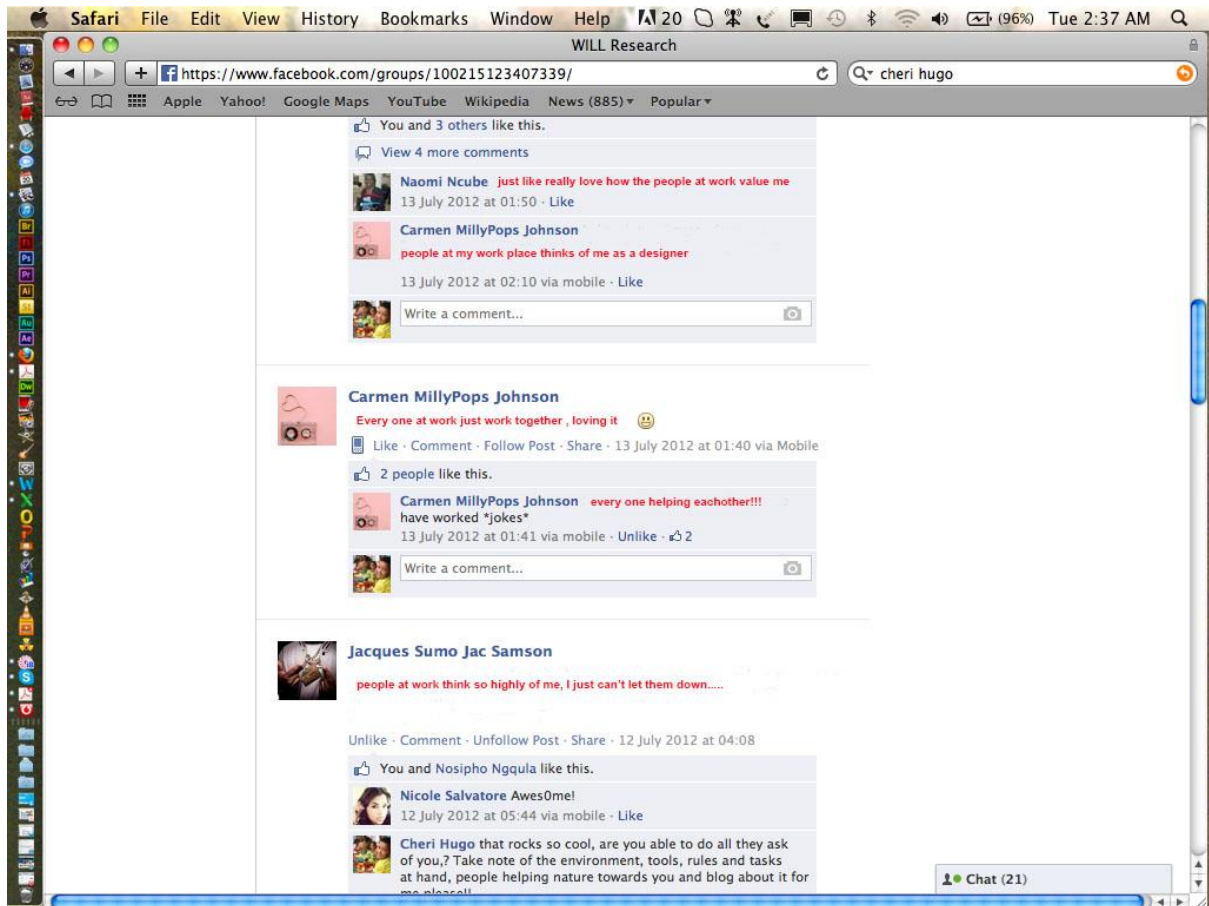 Safari File Edit View History Bookmarks Window Help 20 (96%) Tue 2:37 AM
WILL Research
https://www.facebook.com/groups/100215123407339/ cheri hugo
Apple Yahoo! Google Maps YouTube Wikipedia News (885) Popular
You and 3 others like this.
View 4 more comments
Naomi Ncube just like really love how the people at work value me
13 July 2012 at 01:50 · Like
Carmen MillyPops Johnson
people at my work place thinks of me as a designer
13 July 2012 at 02:10 via mobile · Like
Write a comment...
Carmen MillyPops Johnson
Every one at work just work together , loving it
Like · Comment · Follow Post · Share · 13 July 2012 at 01:40 via Mobile
2 people like this.
Carmen MillyPops Johnson every one helping eachother!!!
have worked *jokes*
13 July 2012 at 01:41 via mobile · Unlike · 2
Write a comment...
Jacques Sumo Jac Samson
people at work think so highly of me, I just can't let them down.....
Unlike · Comment · Unfollow Post · Share · 12 July 2012 at 04:08
You and Nosipho Ngqula like this.
Nicole Salvatore Awes0me!
12 July 2012 at 05:44 via mobile · Like
Cheri Hugo that rocks so cool, are you able to do all they ask
of you,? Take note of the environment, tools, rules and tasks
at hand, people helping nature towards you and blog about it for
me please!!
Chat (21)
Br
Ps
Pr
Ai
Au
Ae
Dw